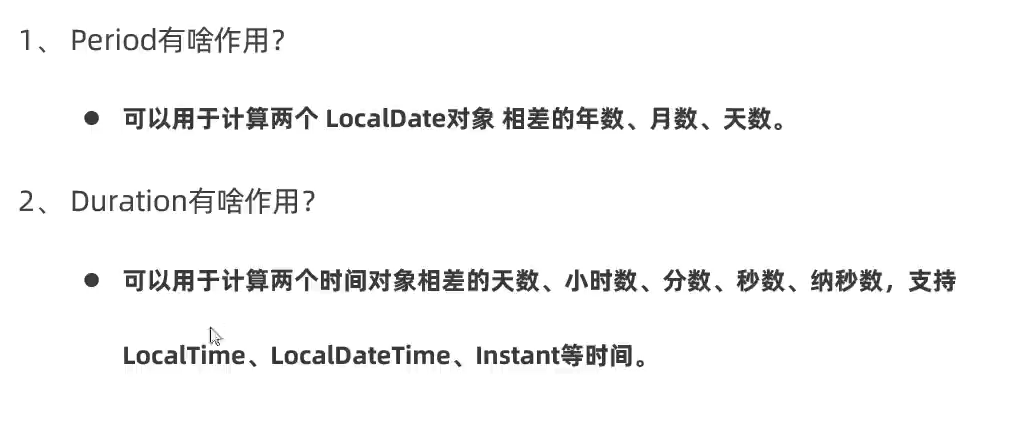 1、 Period有啥作用？
● 可以用于计算两个 LocalDate对象 相差的年数、月数、天数。
2、 Duration有啥作用？
● 可以用于计算两个时间对象相差的天数、小时数、分数、秒数、纳秒数，支持
LocalTime、LocalDateTime、Instant等时间。